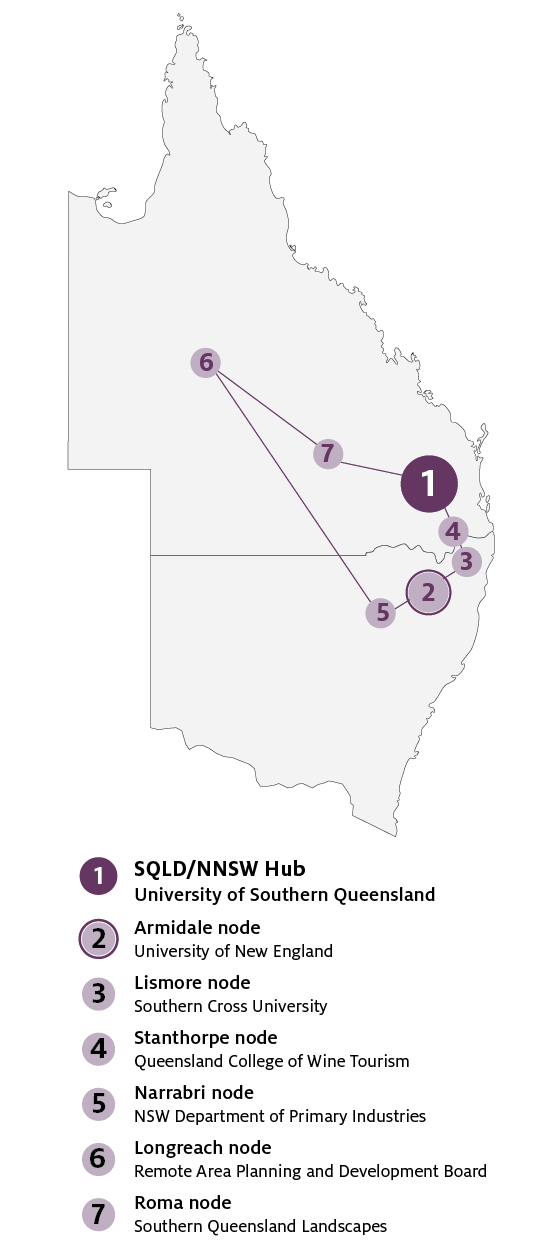 6
7
1
4
3
2
5
1 SQLD/NNSW Hub
University of Southern Queensland
2 Armidale node
University of New England
3 Lismore node
Southern Cross University
4 Stanthorpe node
Queensland College of Wine Tourism
5 Narrabri node
NSW Department of Primary Industries
6 Longreach node
Remote Area Planning and Development Board
7 Roma node
Southern Queensland Landscapes